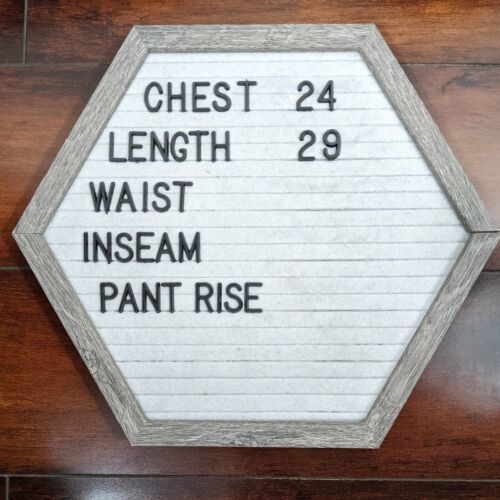 CHEST 24
LENGTH 29
WAIST
INSEAM
PANT RISE